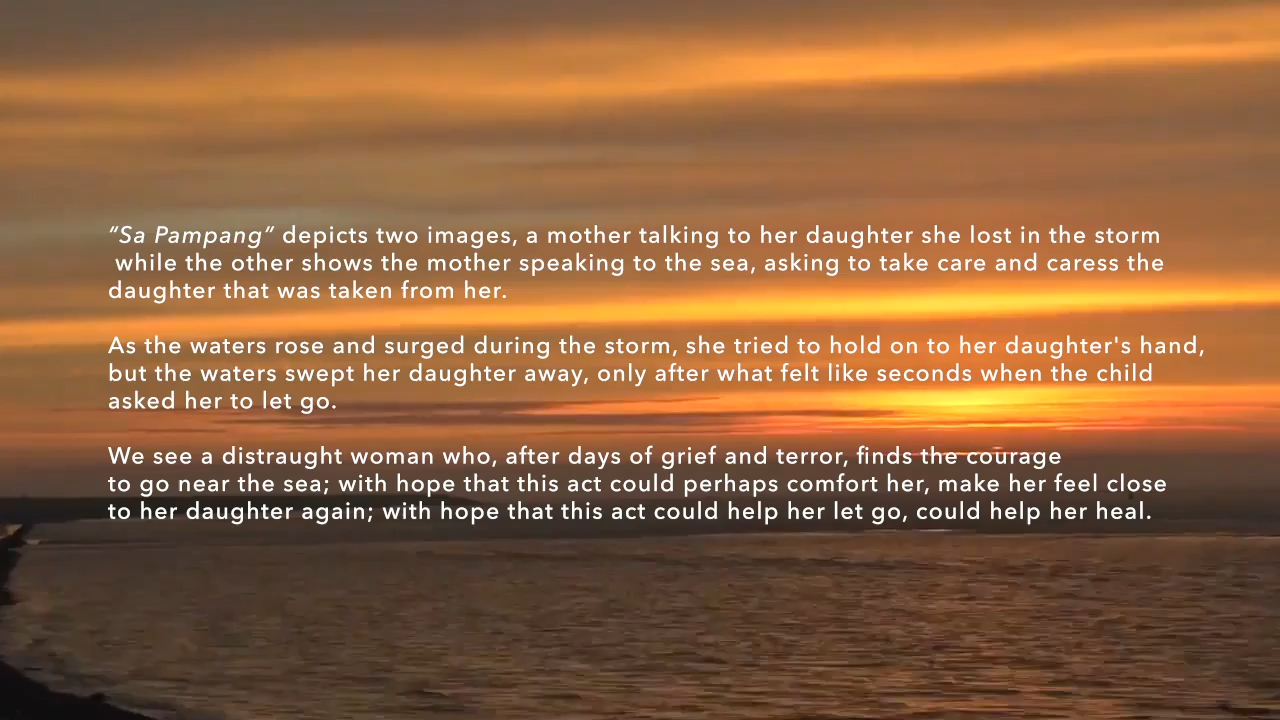 “Sa Pampang” depicts two images, a mother talking to her daughter she lost in the storm
while the other shows the mother speaking to the sea, asking to take care and caress the
daughter that was taken from her.
As the waters rose and surged during the storm, she tried to hold on to her daughter's hand,
but the waters swept her daughter away, only after what felt like seconds when the child
asked her to let go.
We see a distraught woman who, after days of grief and terror, finds the courage
to go near the sea; with hope that this act could perhaps comfort her, make her feel close
to her daughter again; with hope that this act could help her let go, could help her heal.